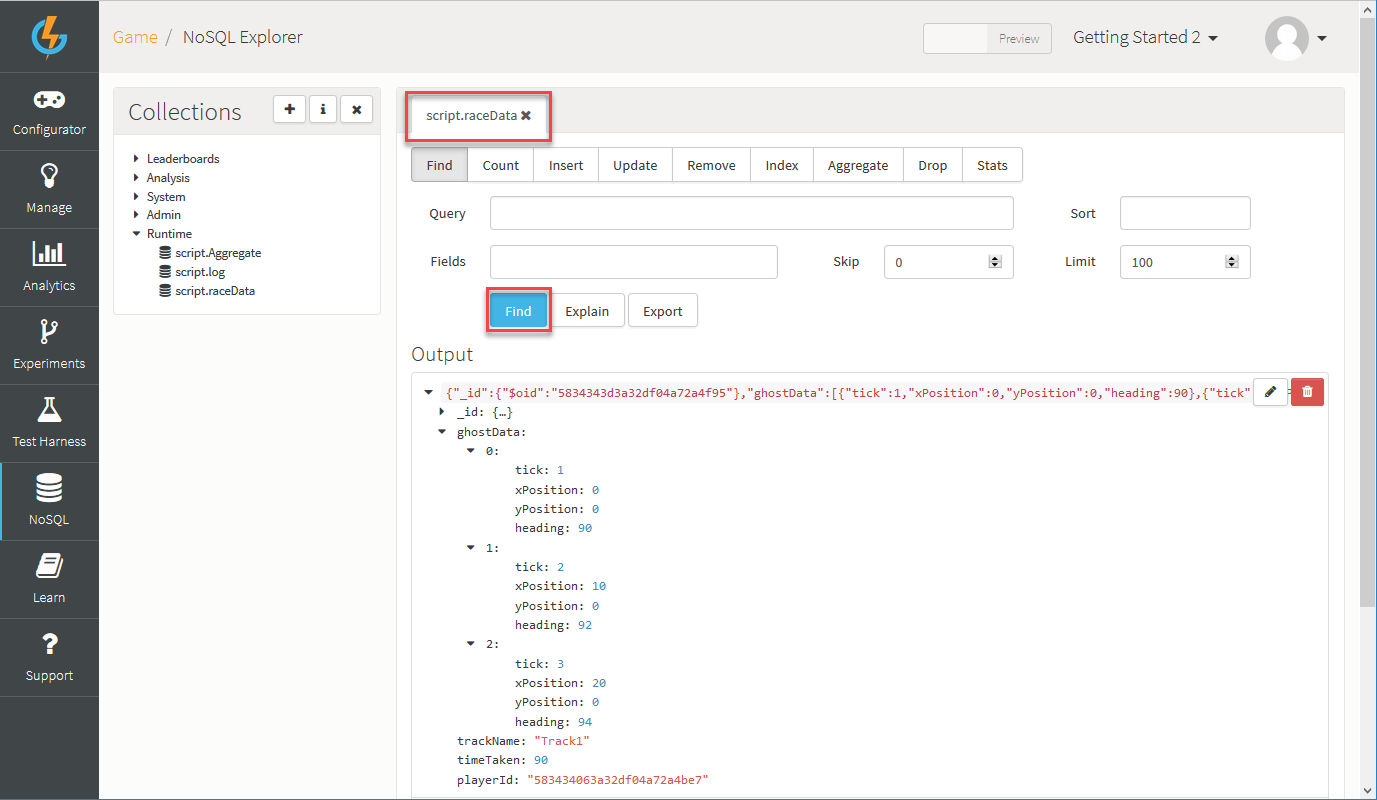 Game / NoSQL Explorer
Preview
Getting Started 2
Configurator
Manage
Analytics
Experiments
Test Harness
NoSQL
Learn
Support
Collections
Leaderboards
Analysis
System
Admin
Runtime
script.Aggregate
script.log
script.raceData
script.raceData
Find Count Insert Update Remove Index Aggregate Drop Stats
Query Sort
Fields Skip 0 Limit 100
Find Explain Export
Output
{"_id":{"$oid":"5834343d3a32df04a72a4f95"},"ghostData":[{"tick":1,"xPosition":0,"yPosition":0,"heading":90},{"tick"
_id: {…}
ghostData:
0:
tick: 1
xPosition: 0
yPosition: 0
heading: 90
1:
tick: 2
xPosition: 10
yPosition: 0
heading: 92
2:
tick: 3
xPosition: 20
yPosition: 0
heading: 94
trackName: "Track1"
timeTaken: 90
playerId: "583434063a32df04a72a4be7"